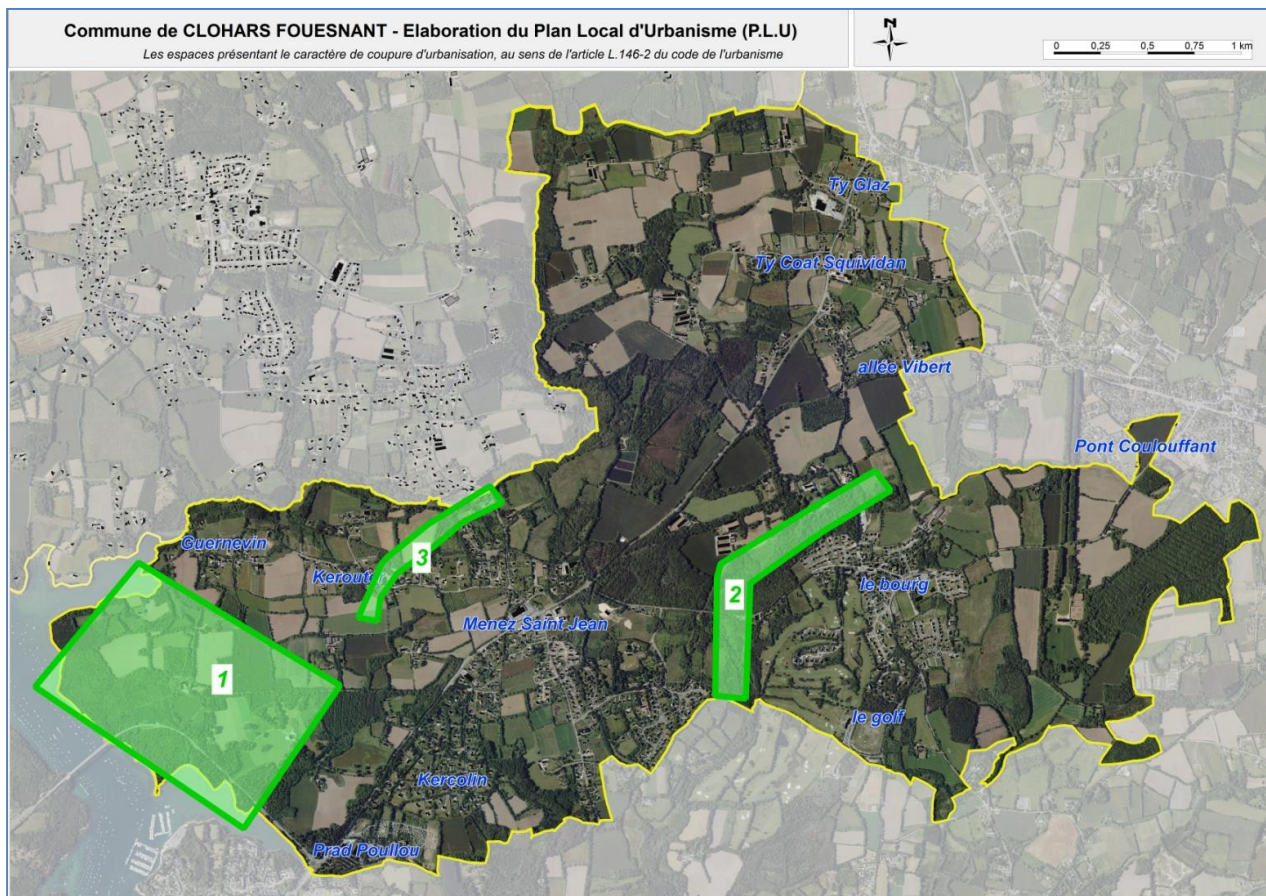 Commune de CLOHARS FOUESNANT - Elaboration du Plan Local d'Urbanisme (P.L.U)
Les espaces présentant le caractère de coupure d'urbanisation, au sens de l'article L.146-2 du code de l'urbanisme
N
0 0,25 0,5 0,75 1 km
Ty Glaz
Ty Coat Squividan
allée Vibert
Pont Coulouffant
Guernevin
3
Kerout
le bourg
2
Menez Saint Jean
1
le golf
Kerçolin
Prad Poullou